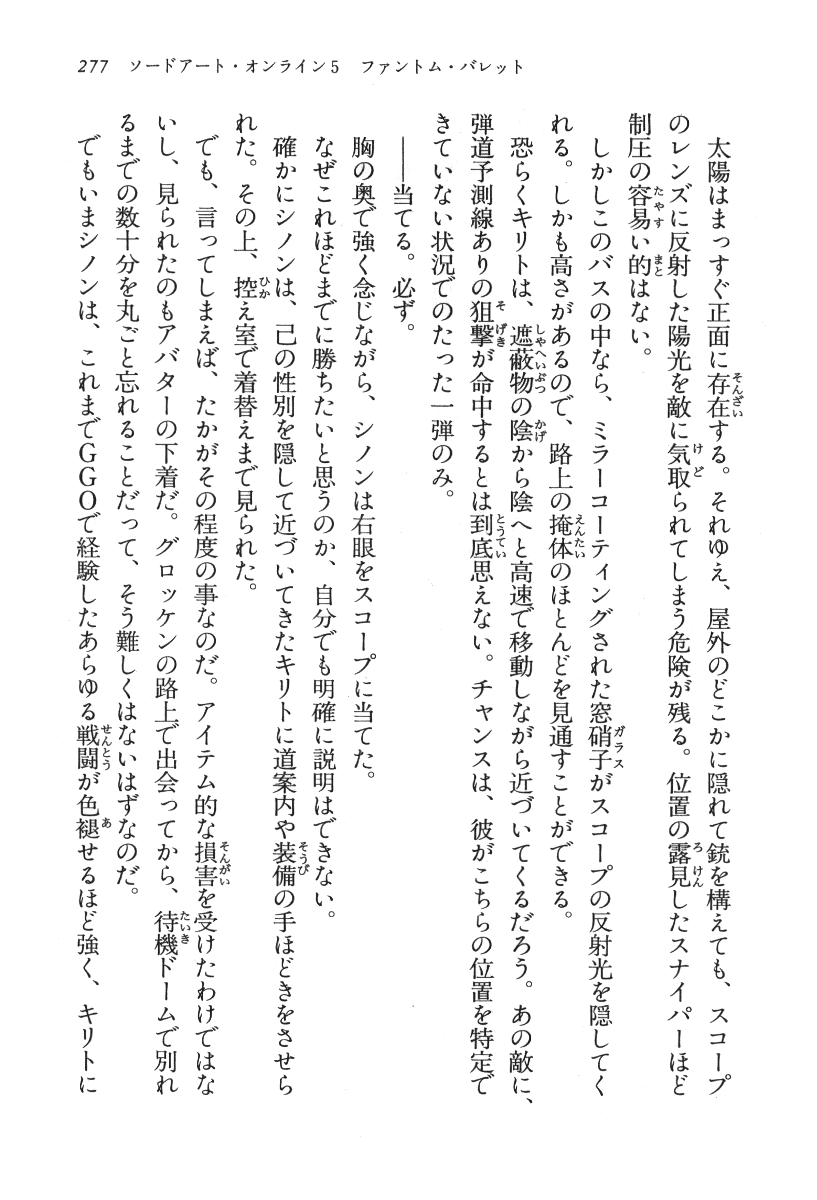 277　ソードアート・オンライン5　ファントム・バレット
　太陽はまっすぐ正面に存在する。それゆえ、屋外のどこかに隠れて銃を構えても、スコープ
のレンズに反射した陽光を敵に気取られてしまう危険が残る。位置の露見したスナイパーほど
制圧の容易い的はない。
　しかしこのバスの中なら、ミラーコーティングされた窓硝子がスコープの反射光を隠してく
れる。しかも高さがあるので、路上の掩体のほとんどを見通すことができる。
　恐らくキリトは、遮蔽物の陰から陰へと高速で移動しながら近づいてくるだろう。あの敵に、
弾道予測線ありの狙撃が命中するとは到底思えない。チャンスは、彼がこちらの位置を特定で
きていない状況でのたった一弾のみ。
　――当てる。必ず。
　胸の奥で強く念じながら、シノンは右眼をスコープに当てた。
　なぜこれほどまでに勝ちたいと思うのか、自分でも明確に説明はできない。
　確かにシノンは、己の性別を隠して近づいてきたキリトに道案内や装備の手ほどきをさせら
れた。その上、控え室で着替えまで見られた。
　でも、言ってしまえば、たかがその程度の事なのだ。アイテム的な損害を受けたわけではな
いし、見られたのもアバターの下着だ。グロッケンの路上で出会ってから、待機ドームで別れ
るまでの数十分を丸ごと忘れることだって、そう難しくはないはずなのだ。
　でもいまシノンは、これまでGGOで経験したあらゆる戦闘が色褪せるほど強く、キリトに